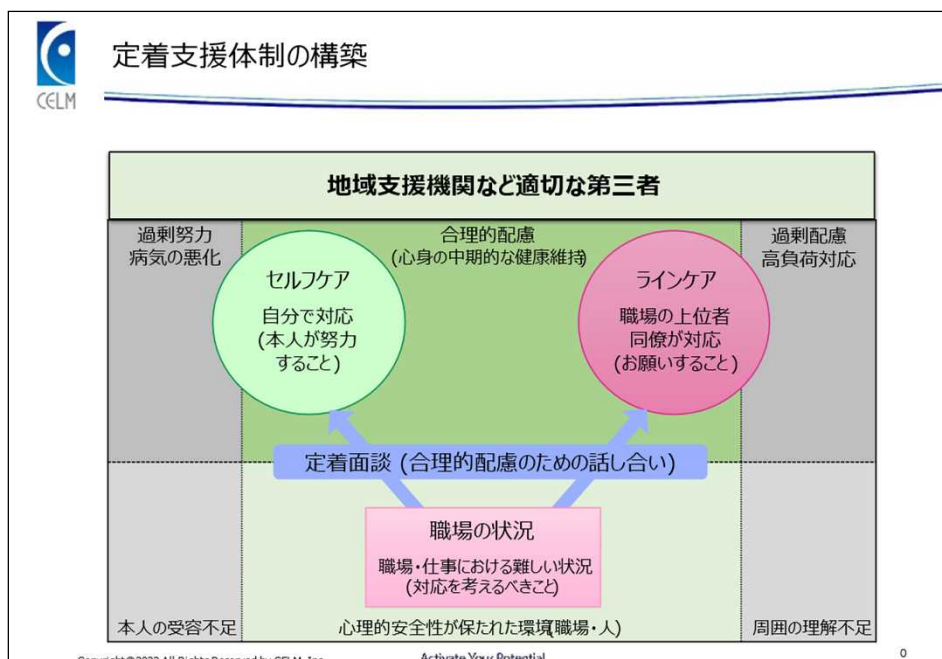 定着支援体制の構築
CELM
地域支援機関など適切な第三者
過剰努力
病気の悪化
合理的配慮
(心身の中期的な健康維持)
過剰配慮
高負荷対応
セルフケア
自分で対応
(本人が努力
すること)
ラインケア
職場の上位者
同僚が対応
(お願いすること)
定着面談 (合理的配慮のための話し合い)
職場の状況
職場・仕事における難しい状況
(対応を考えるべきこと)
本人の受容不足
心理的安全性が保たれた環境(職場・人)
周囲の理解不足
Copyright©2023 All Rights Reserved by CELM, Inc.
Activate Your Potential
0